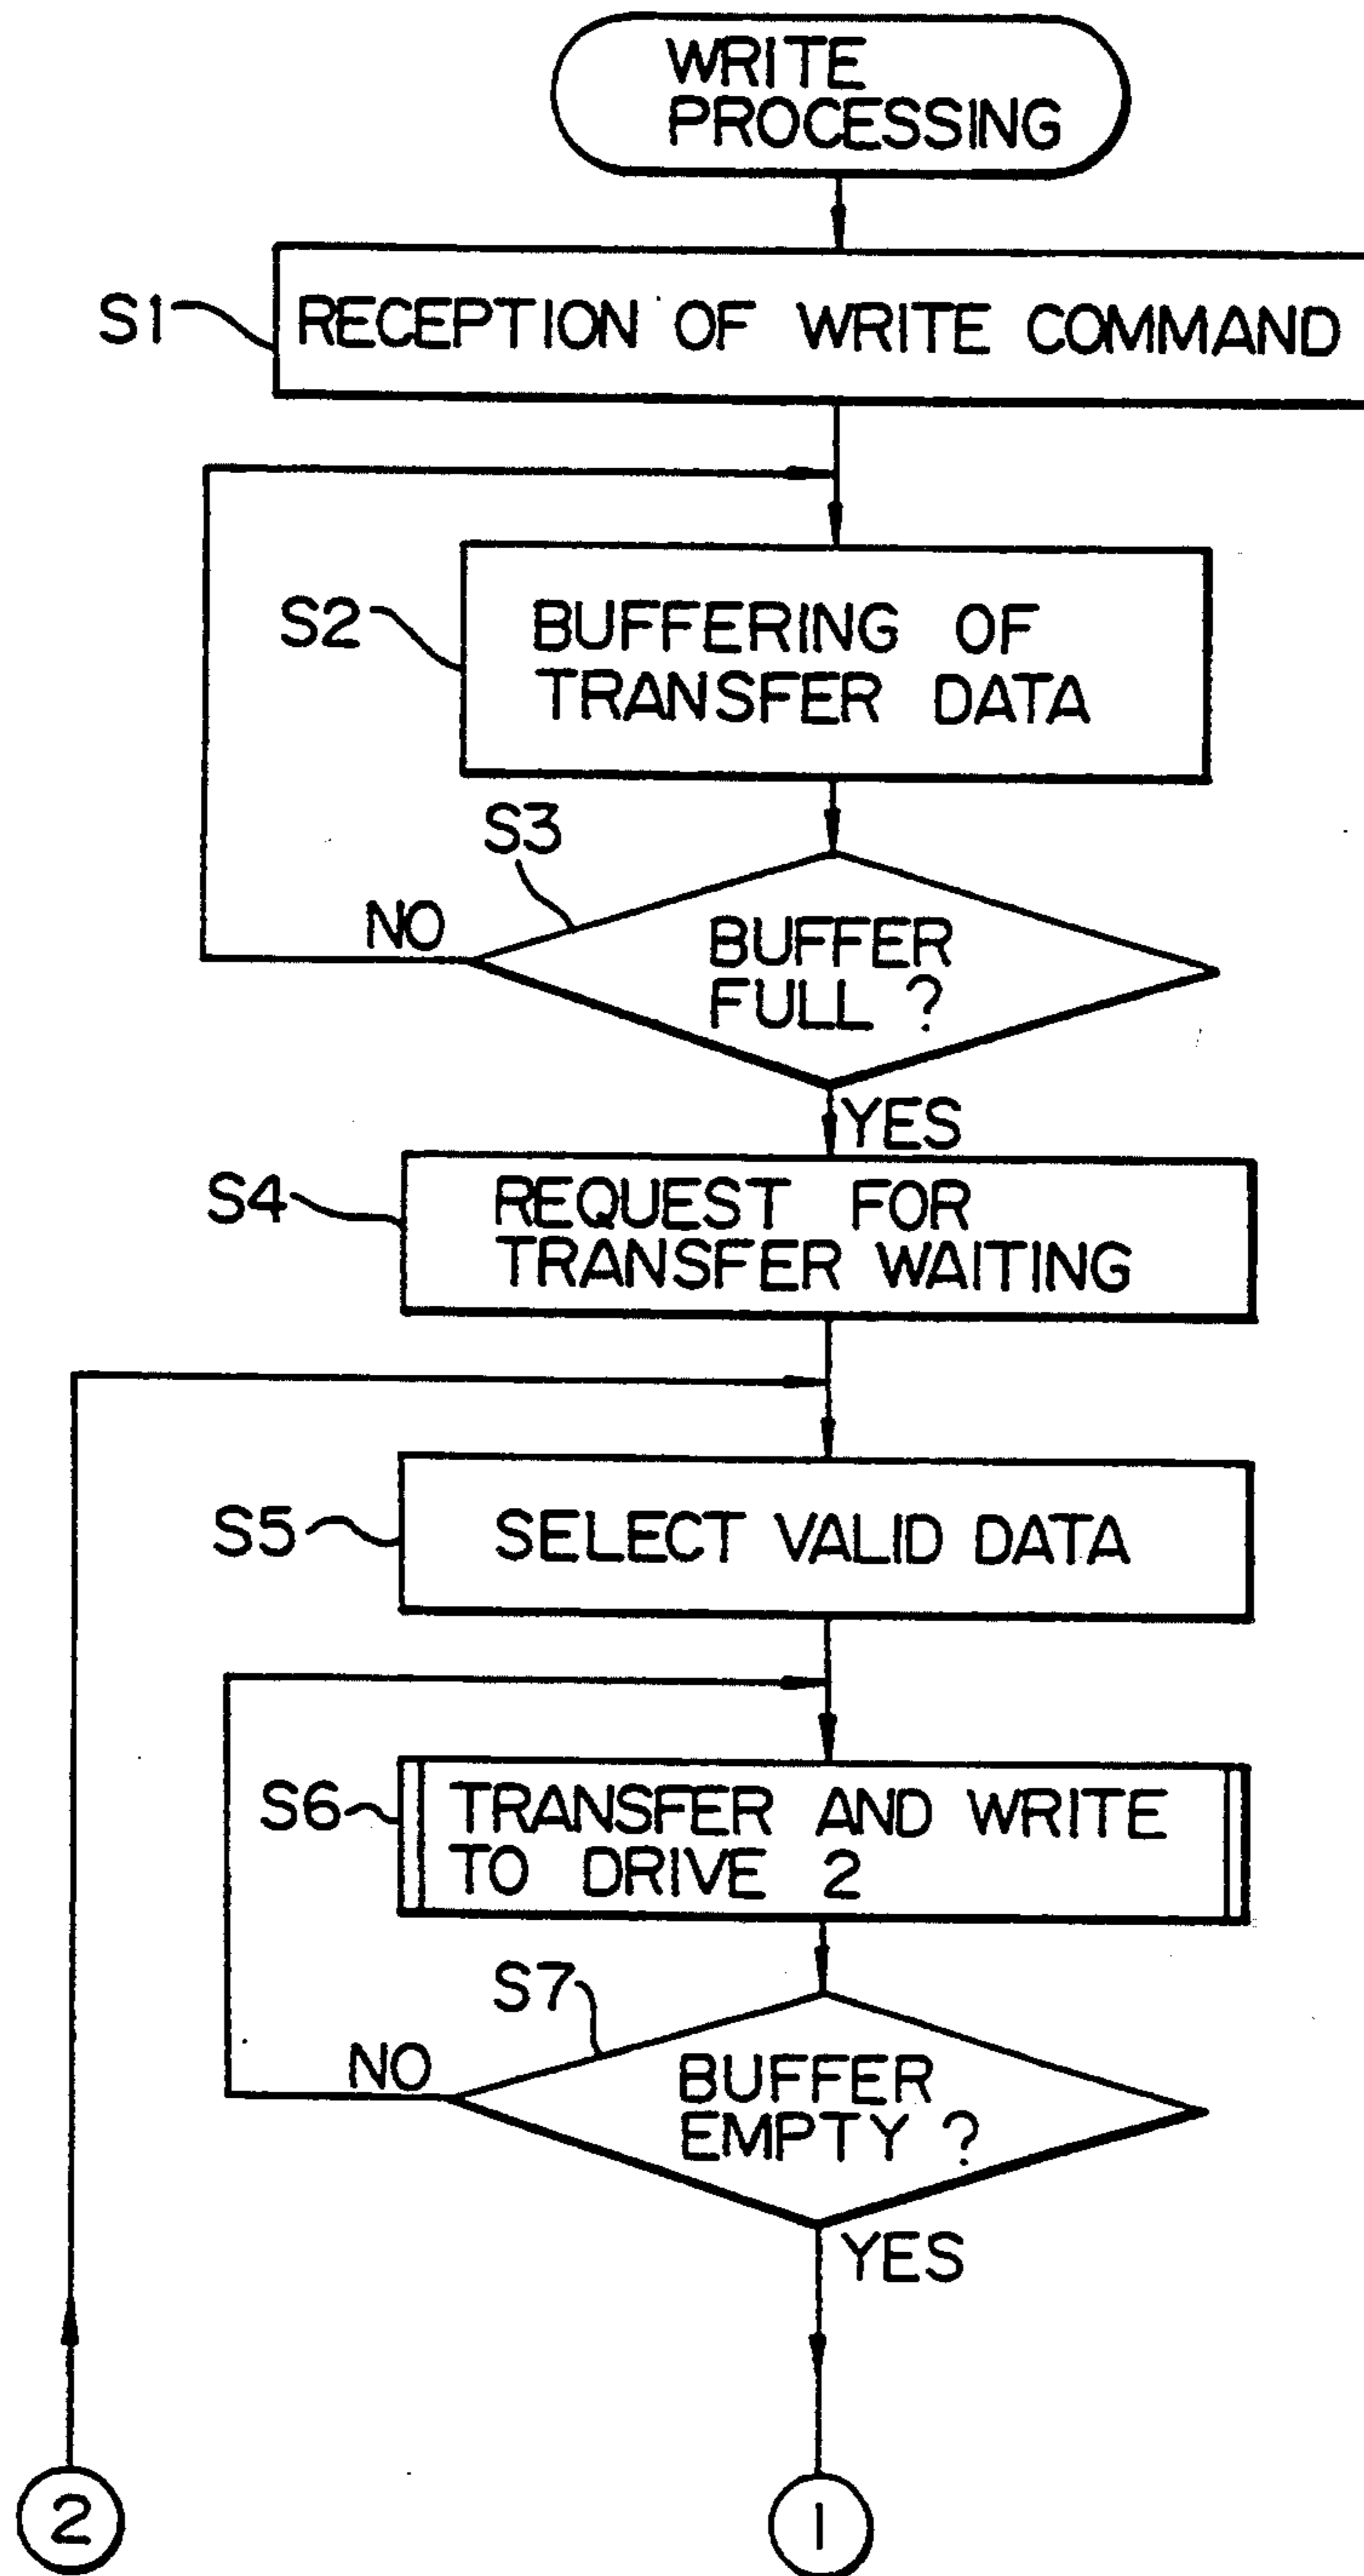 WRITE
PROCESSING
S1
RECEPTION OF WRITE COMMAND
S2
BUFFERING OF
TRANSFER DATA
S3
NO
BUFFER
FULL ?
YES
S4
REQUEST FOR
TRANSFER WAITING
S5
SELECT VALID DATA
S6
TRANSFER AND WRITE
TO DRIVE 2
S7
NO
BUFFER
EMPTY ?
YES
2
1